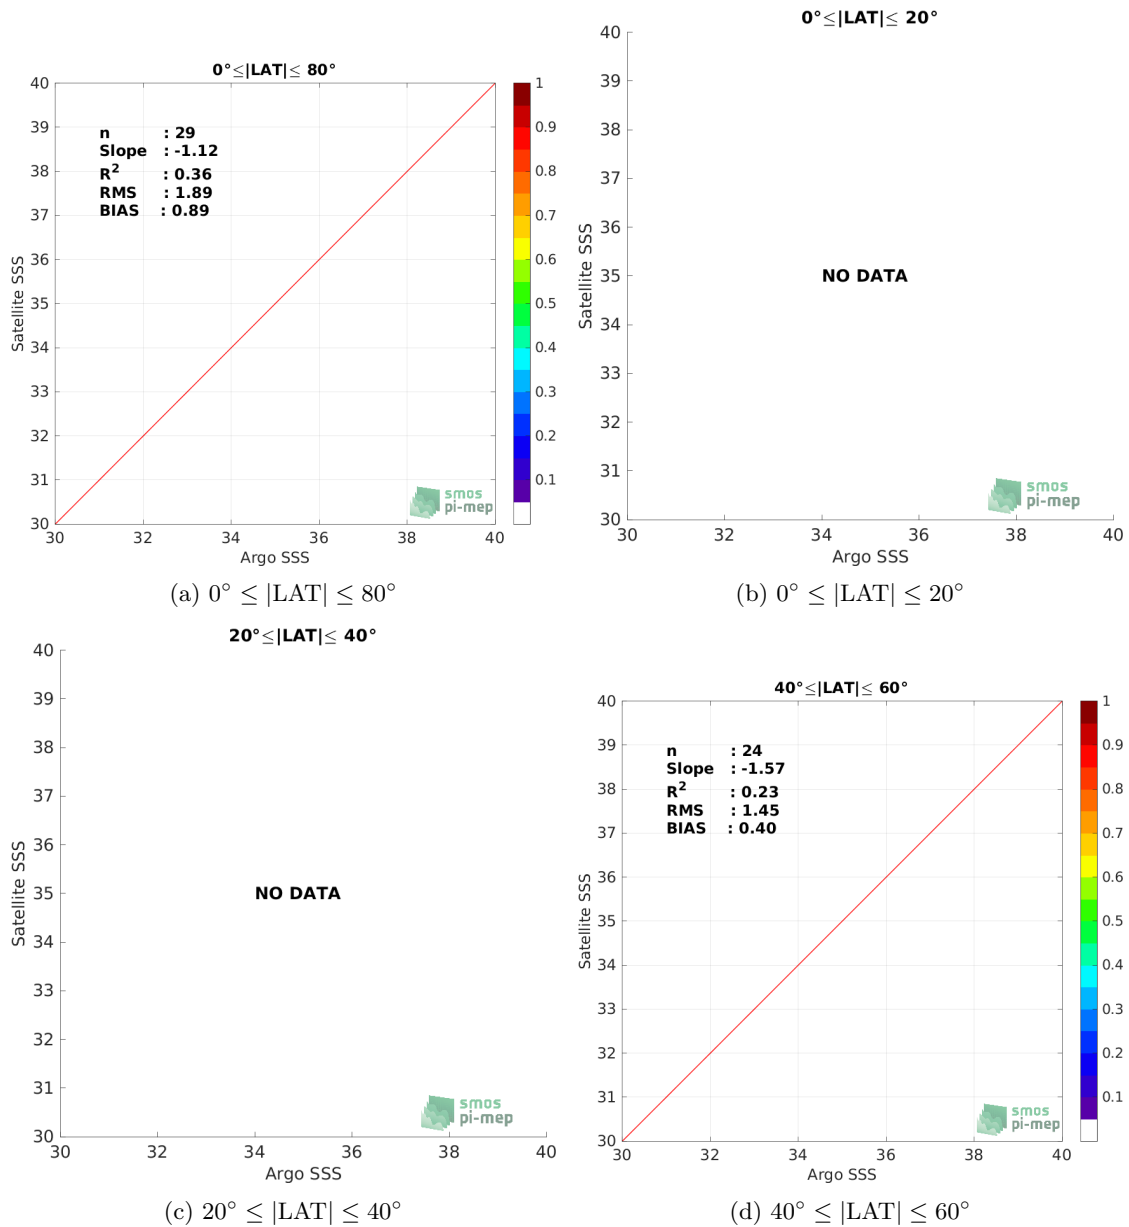 0°≤|LAT|≤ 80°
40
39
38
37
36
35
34
33
32
31
30
Satellite SSS
n : 29
Slope : -1.12
R² : 0.36
RMS : 1.89
BIAS : 0.89
smos
pi-mep
30 32 34 36 38 40
Argo SSS
1
0.9
0.8
0.7
0.6
0.5
0.4
0.3
0.2
0.1
(a) 0° ≤ |LAT| ≤ 80°
0°≤|LAT|≤ 20°
40
39
38
37
36
35
34
33
32
31
30
Satellite SSS
NO DATA
smos
pi-mep
30 32 34 36 38 40
Argo SSS
(b) 0° ≤ |LAT| ≤ 20°
20°≤|LAT|≤ 40°
40
39
38
37
36
35
34
33
32
31
30
Satellite SSS
NO DATA
smos
pi-mep
30 32 34 36 38 40
Argo SSS
(c) 20° ≤ |LAT| ≤ 40°
40°≤|LAT|≤ 60°
40
39
38
37
36
35
34
33
32
31
30
Satellite SSS
n : 24
Slope : -1.57
R² : 0.23
RMS : 1.45
BIAS : 0.40
smos
pi-mep
30 32 34 36 38 40
Argo SSS
1
0.9
0.8
0.7
0.6
0.5
0.4
0.3
0.2
0.1
(d) 40° ≤ |LAT| ≤ 60°